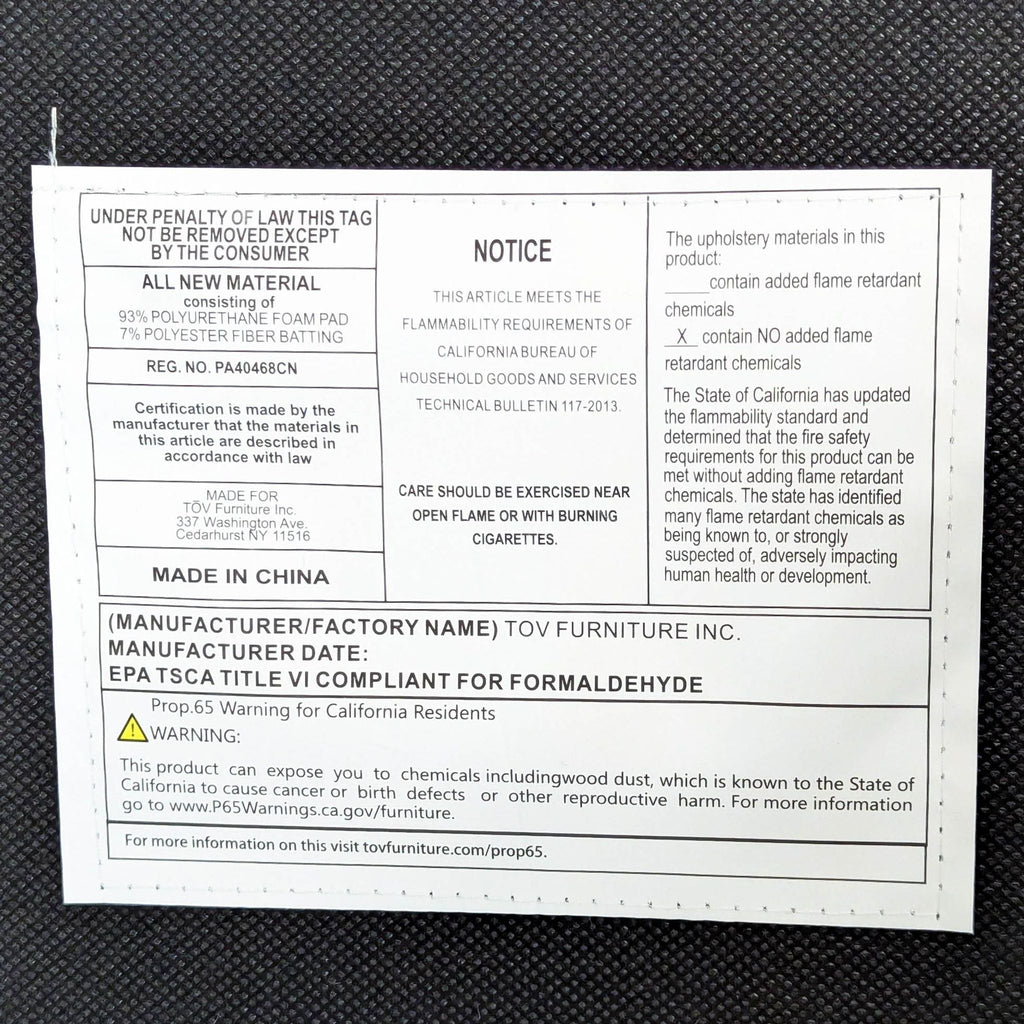 UNDER PENALTY OF LAW THIS TAG
NOT BE REMOVED EXCEPT
BY THE CONSUMER
ALL NEW MATERIAL
consisting of
93% POLYURETHANE FOAM PAD
7% POLYESTER FIBER BATTING
REG. NO. PA40468CN
Certification is made by the
manufacturer that the materials in
this article are described in
accordance with law
MADE FOR
TŌV Furniture Inc.
337 Washington Ave.
Cedarhurst NY 11516
MADE IN CHINA
NOTICE
THIS ARTICLE MEETS THE
FLAMMABILITY REQUIREMENTS OF
CALIFORNIA BUREAU OF
HOUSEHOLD GOODS AND SERVICES
TECHNICAL BULLETIN 117-2013.
CARE SHOULD BE EXERCISED NEAR
OPEN FLAME OR WITH BURNING
CIGARETTES.
The upholstery materials in this
product:
_____contain added flame retardant
chemicals
__X__ contain NO added flame
retardant chemicals
The State of California has updated
the flammability standard and
determined that the fire safety
requirements for this product can be
met without adding flame retardant
chemicals. The state has identified
many flame retardant chemicals as
being known to, or strongly
suspected of, adversely impacting
human health or development.
(MANUFACTURER/FACTORY NAME) TOV FURNITURE INC.
MANUFACTURER DATE:
EPA TSCA TITLE VI COMPLIANT FOR FORMALDEHYDE
Prop.65 Warning for California Residents
WARNING:
This product can expose you to chemicals includingwood dust, which is known to the State of
California to cause cancer or birth defects or other reproductive harm. For more information
go to www.P65Warnings.ca.gov/furniture.
For more information on this visit tovfurniture.com/prop65.